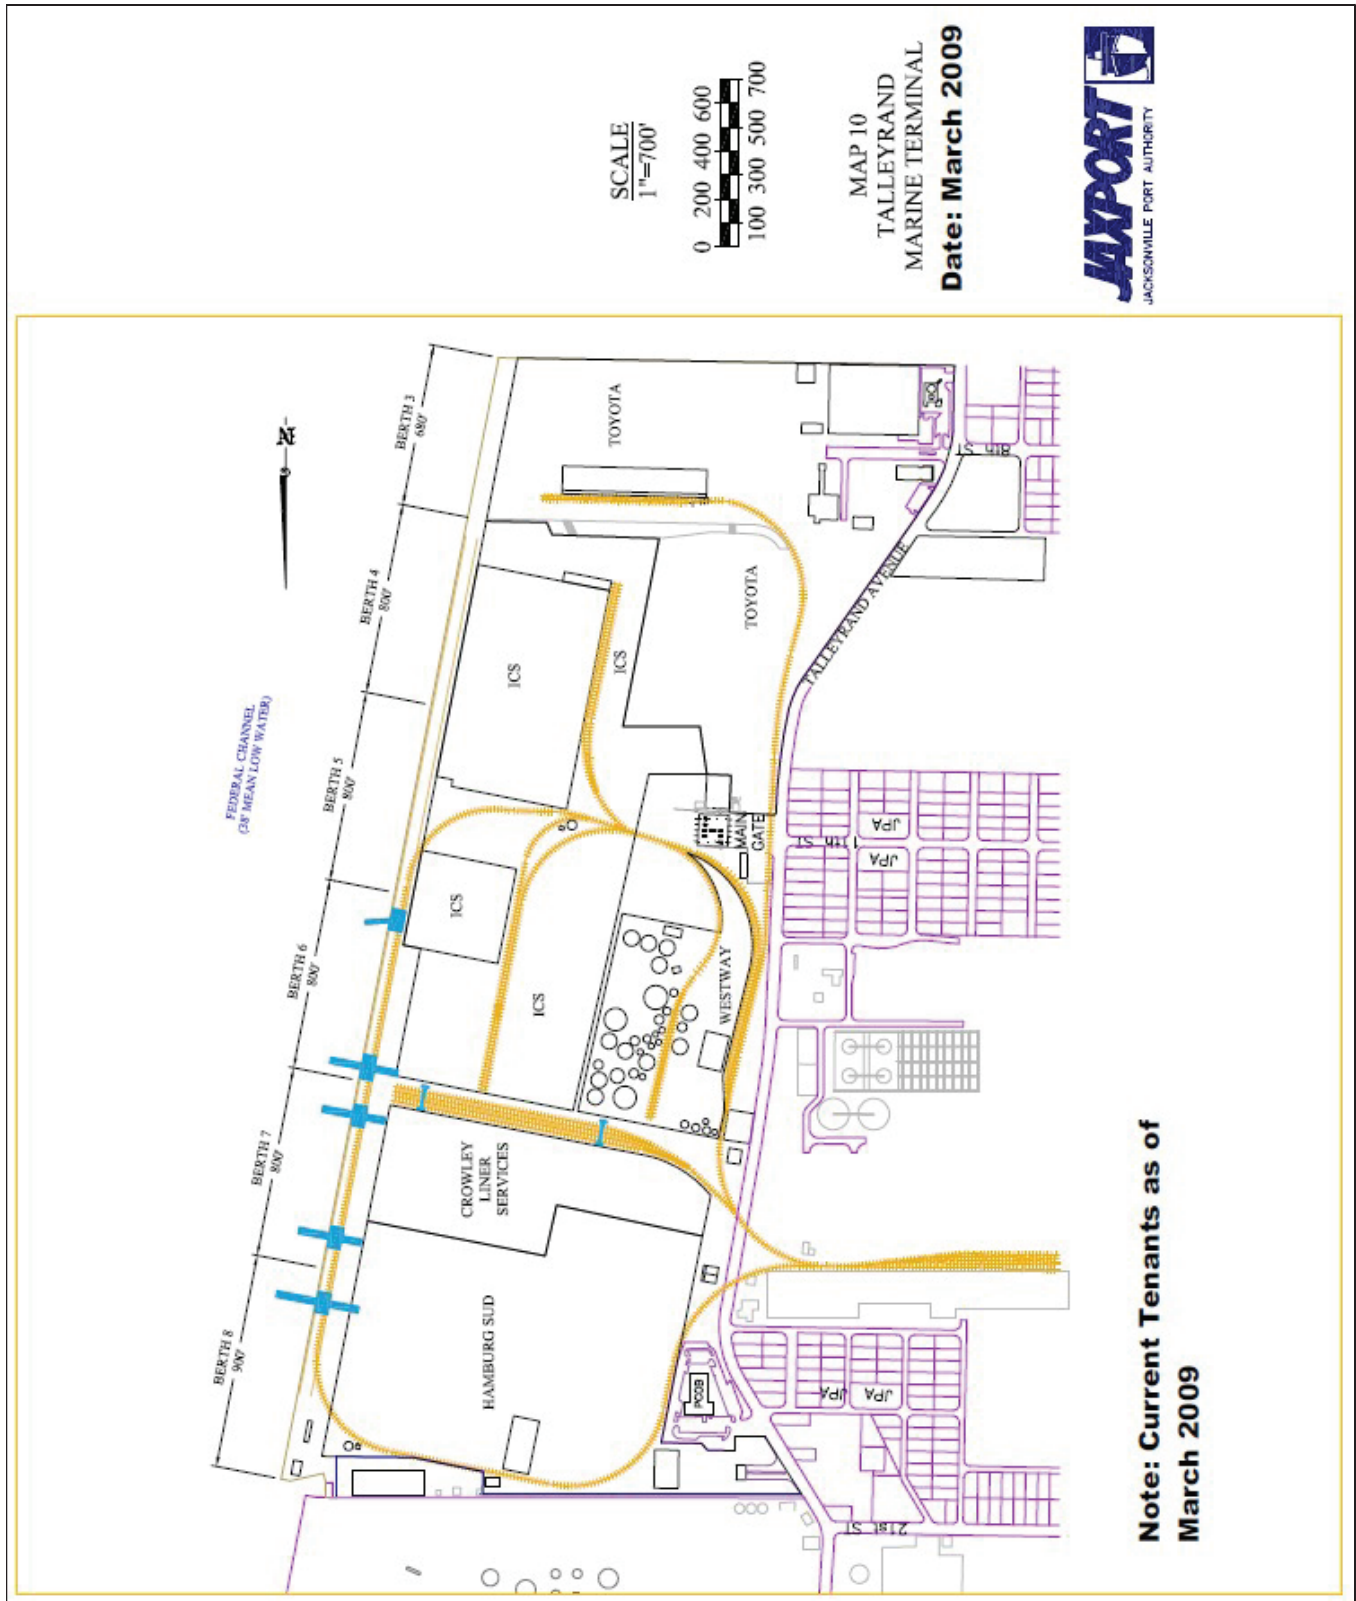 BERTH 8
900'
BERTH 7
800'
BERTH 6
800'
BERTH 5
800'
BERTH 4
800'
BERTH 3
680'
FEDERAL CHANNEL
(38' MEAN LOW WATER)
N
HAMBURG SUD
CROWLEY
LINER
SERVICES
ICS
ICS
ICS
ICS
TOYOTA
TOYOTA
WESTWAY
MAIN
GATE
PCOB
TALLEYRAND AVENUE
21st ST
11th ST
8th ST
JPA
JPA
JPA
JPA
Note: Current Tenants as of
March 2009
SCALE
1"=700'
0 200 400 600
100 300 500 700
MAP 10
TALLEYRAND
MARINE TERMINAL
Date: March 2009
JAXPORT
JACKSONVILLE PORT AUTHORITY